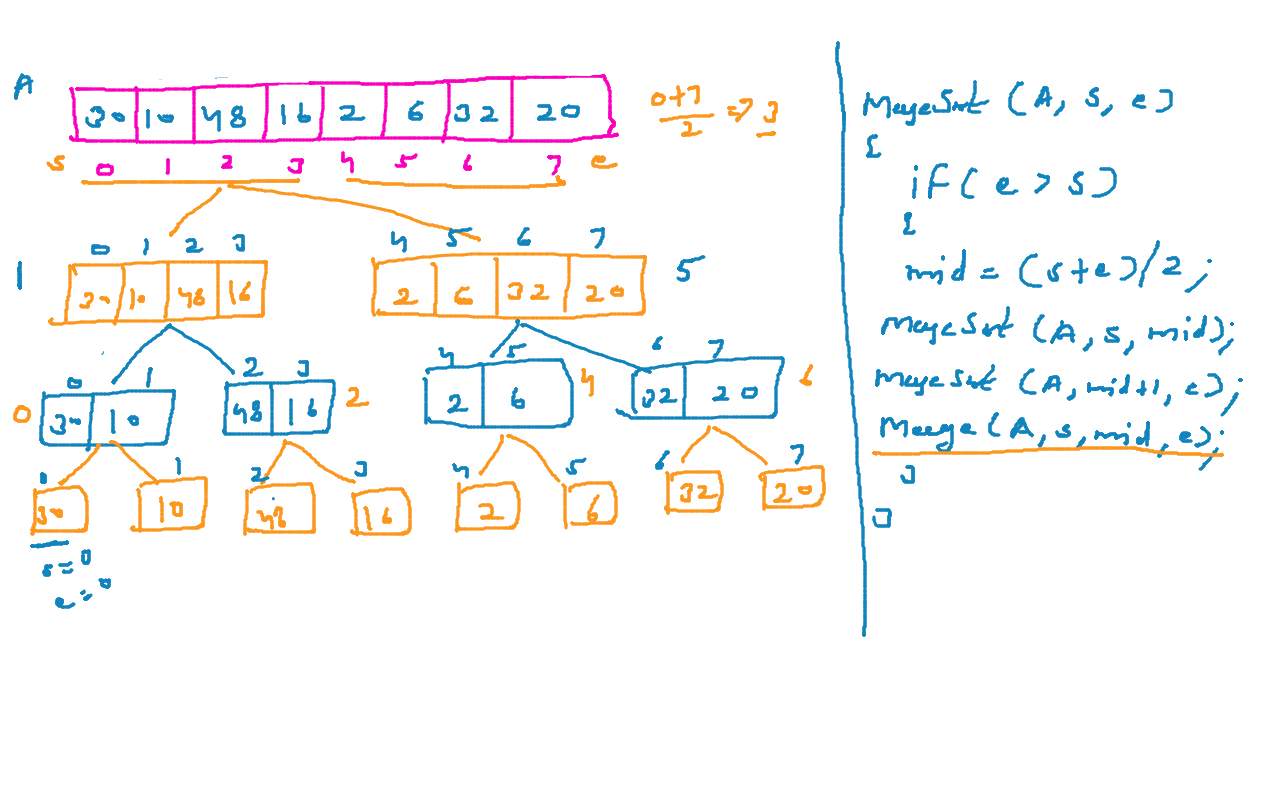 A
30 10 48 16 2 6 32 20
s 0 1 2 3 4 5 6 7 e
(0+7)/2 => 3
0 1 2 3
1 30 10 48 16
4 5 6 7
2 6 32 20 5
0 1
0 30 10
2 3
48 16 2
4 5
2 6 4
6 7
32 20 6
0 1 2 3 4 5 6 7
30 10 48 16 2 6 32 20
s=0
e=0
MergeSort (A, s, e)
{
if (e > s)
{
mid = (s+e)/2;
MergeSort (A, s, mid);
MergeSort (A, mid+1, e);
Merge (A, s, mid, e);
}
}